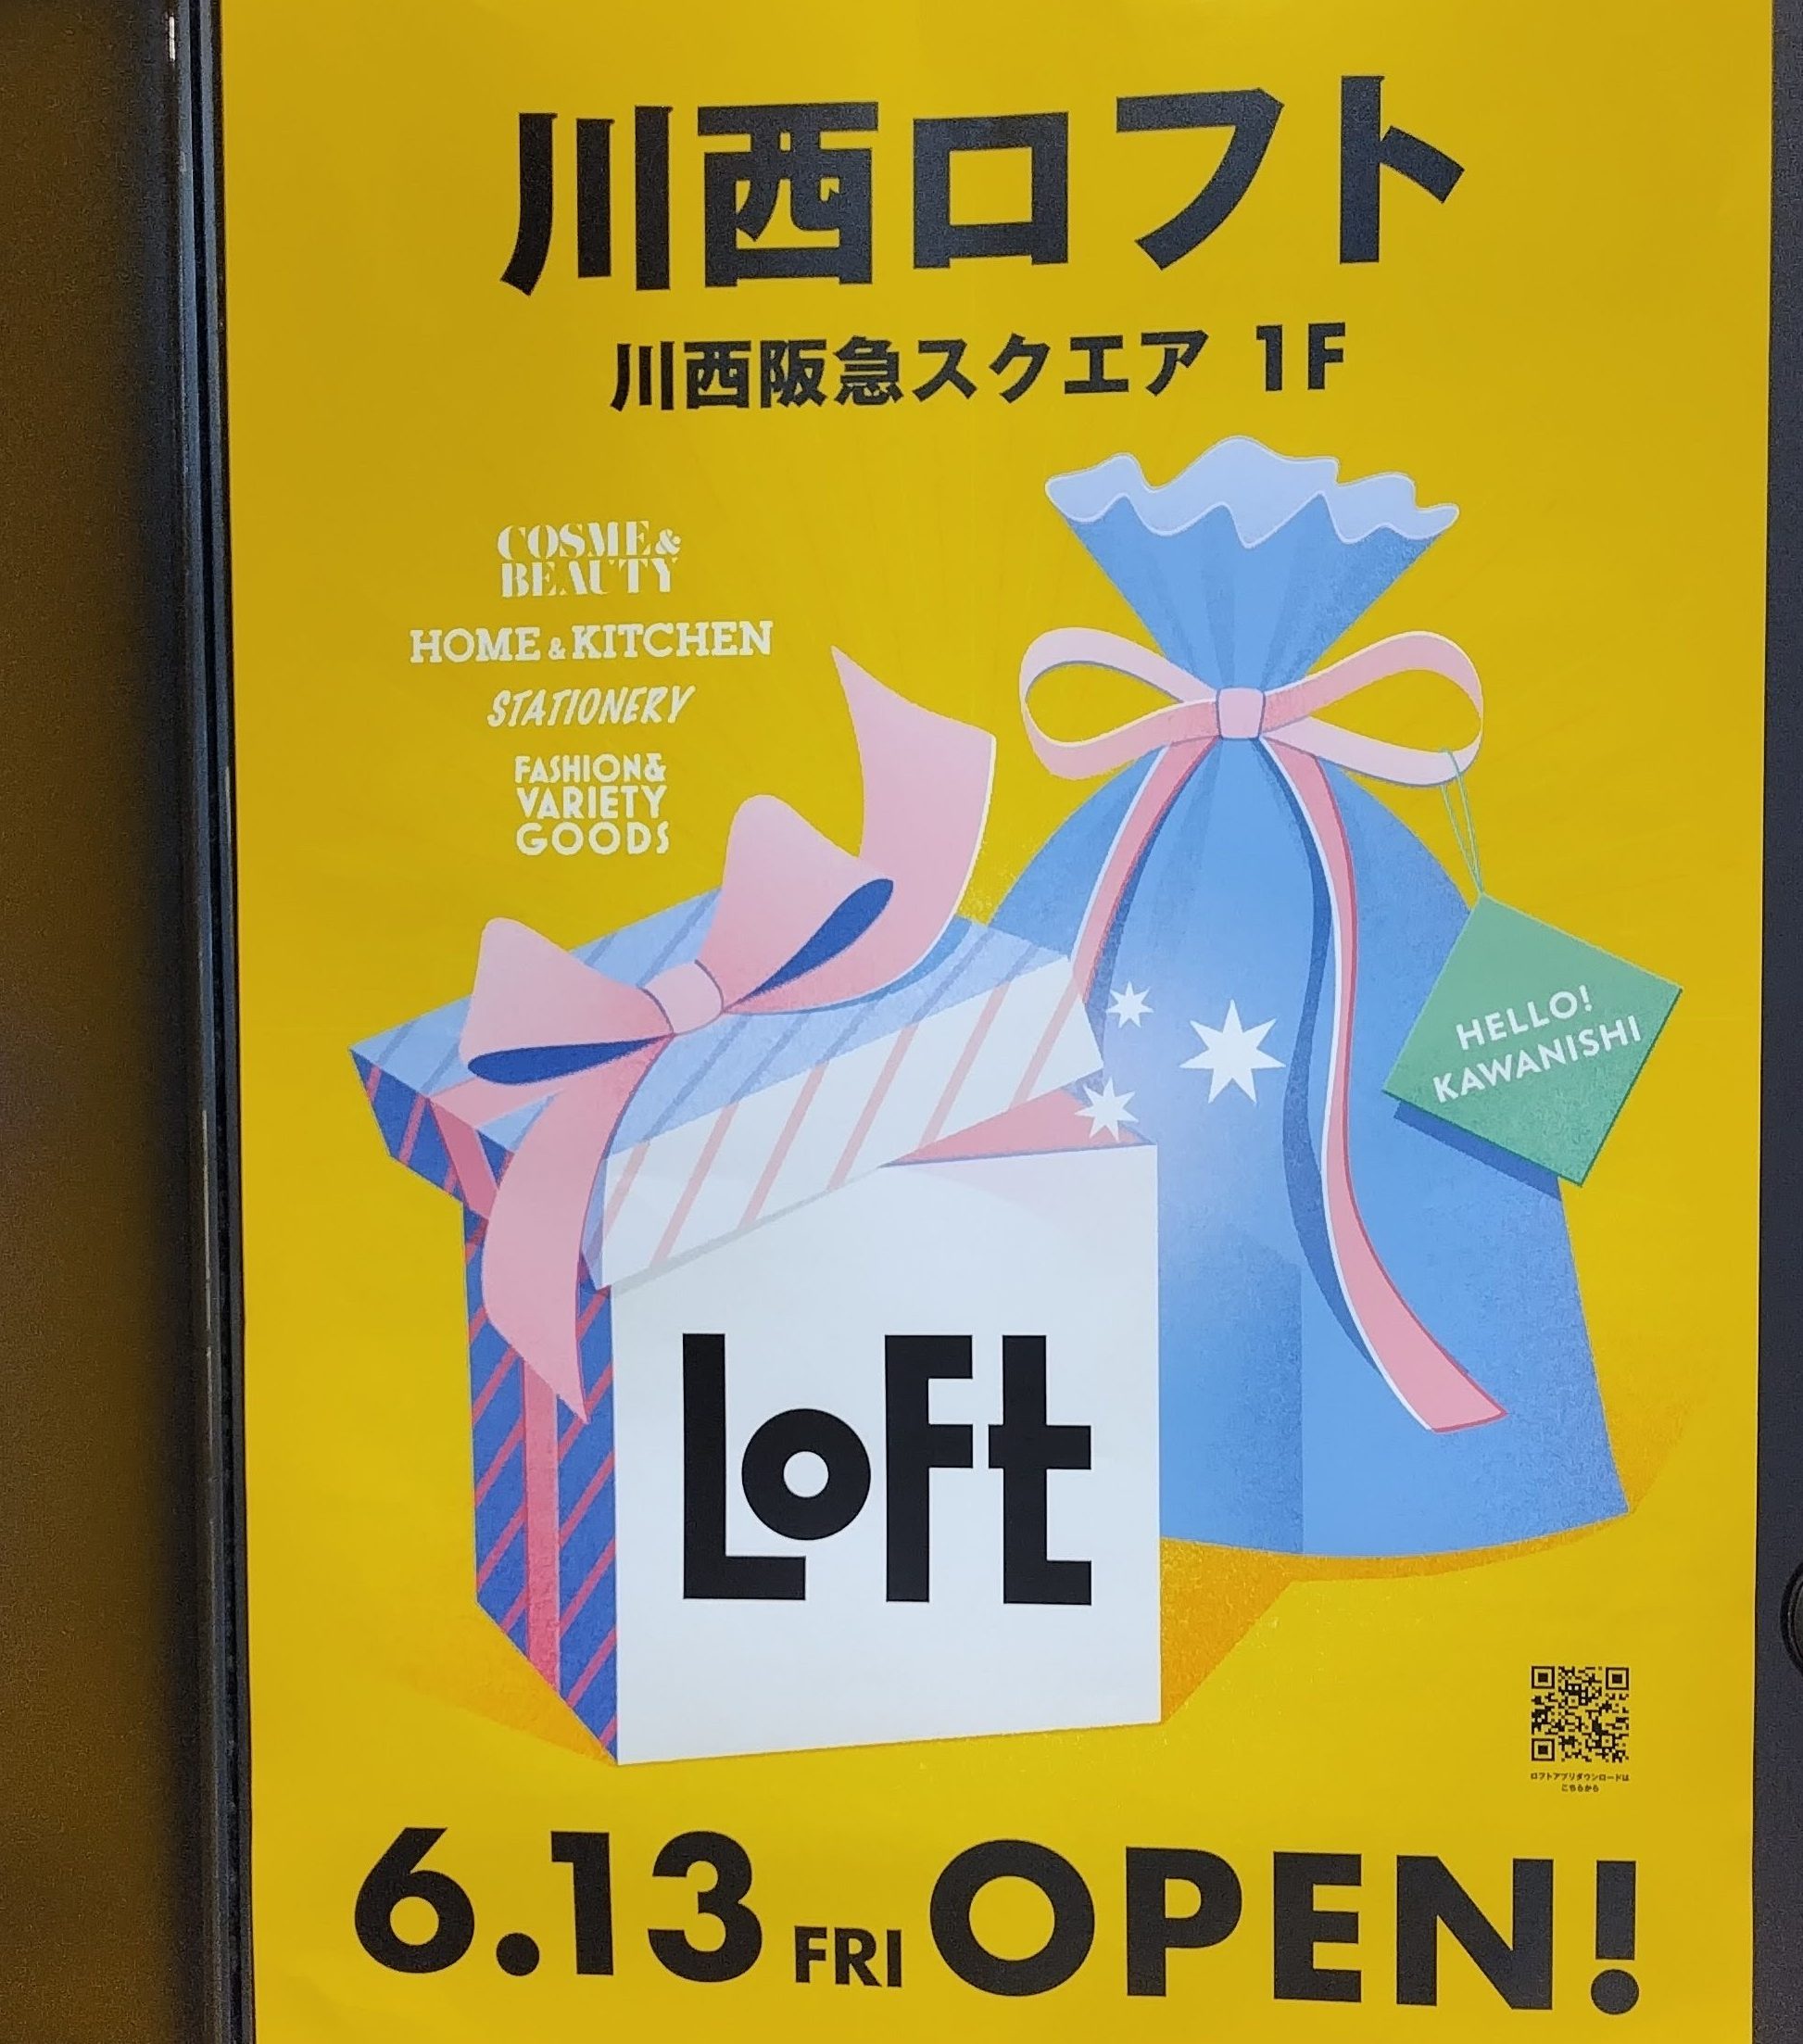 川西ロフト
川西阪急スクエア 1F
COSME&
BEAUTY
HOME & KITCHEN
STATIONERY
FASHION&
VARIETY
GOODS
HELLO!
KAWANISHI
LOFt
ロフトアプリダウンロードは
こちらから
6.13 FRI OPEN!